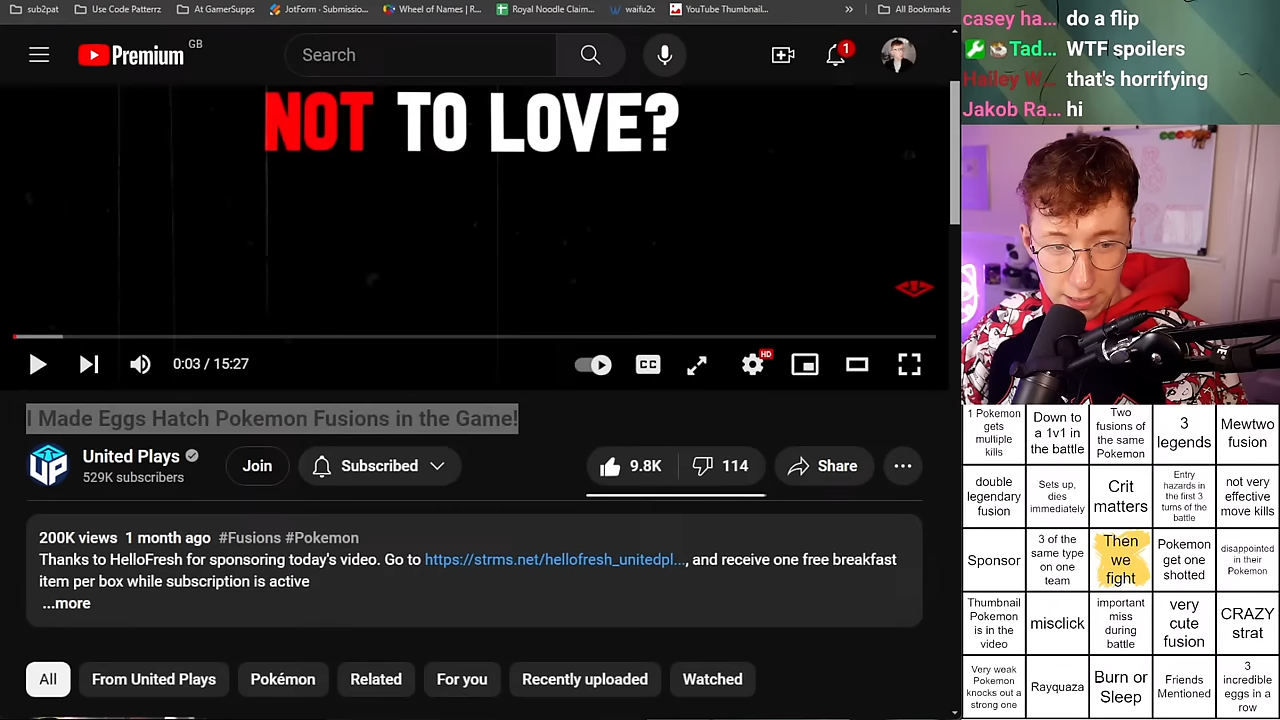 sub2pat
Use Code Patterrz
At GamerSupps
JotForm · Submissio...
Wheel of Names | R...
Royal Noodle Claim...
waifu2x
YouTube Thumbnail...
»
All Bookmarks
Premium
GB
Search
1
NOT TO LOVE?
0:03 / 15:27
CC
HD
I Made Eggs Hatch Pokemon Fusions in the Game!
UP
United Plays
529K subscribers
Join
Subscribed
9.8K
114
Share
200K views 1 month ago #Fusions #Pokemon
Thanks to HelloFresh for sponsoring today's video. Go to https://strms.net/hellofresh_unitedpl..., and receive one free breakfast
item per box while subscription is active
...more
All
From United Plays
Pokémon
Related
For you
Recently uploaded
Watched
casey ha... do a flip
Tad... WTF spoilers
Hailey W... that's horrifying
Jakob Ra... hi
1 Pokemon
gets
multiple
kills
Down to
a 1v1 in
the battle
Two
fusions of
the same
Pokemon
3
legends
Mewtwo
fusion
double
legendary
fusion
Sets up,
dies
immediately
Crit
matters
Entry
hazards in
the first 3
turns of the
battle
not very
effective
move kills
Sponsor
3 of the
same type
on one
team
Then
we
fight
Pokemon
get one
shotted
disappointed
in their
Pokemon
Thumbnail
Pokemon
is in the
video
misclick
important
miss
during
battle
very
cute
fusion
CRAZY
strat
Very weak
Pokemon
knocks out a
strong one
Rayquaza
Burn or
Sleep
Friends
Mentioned
3
incredible
eggs in a
row